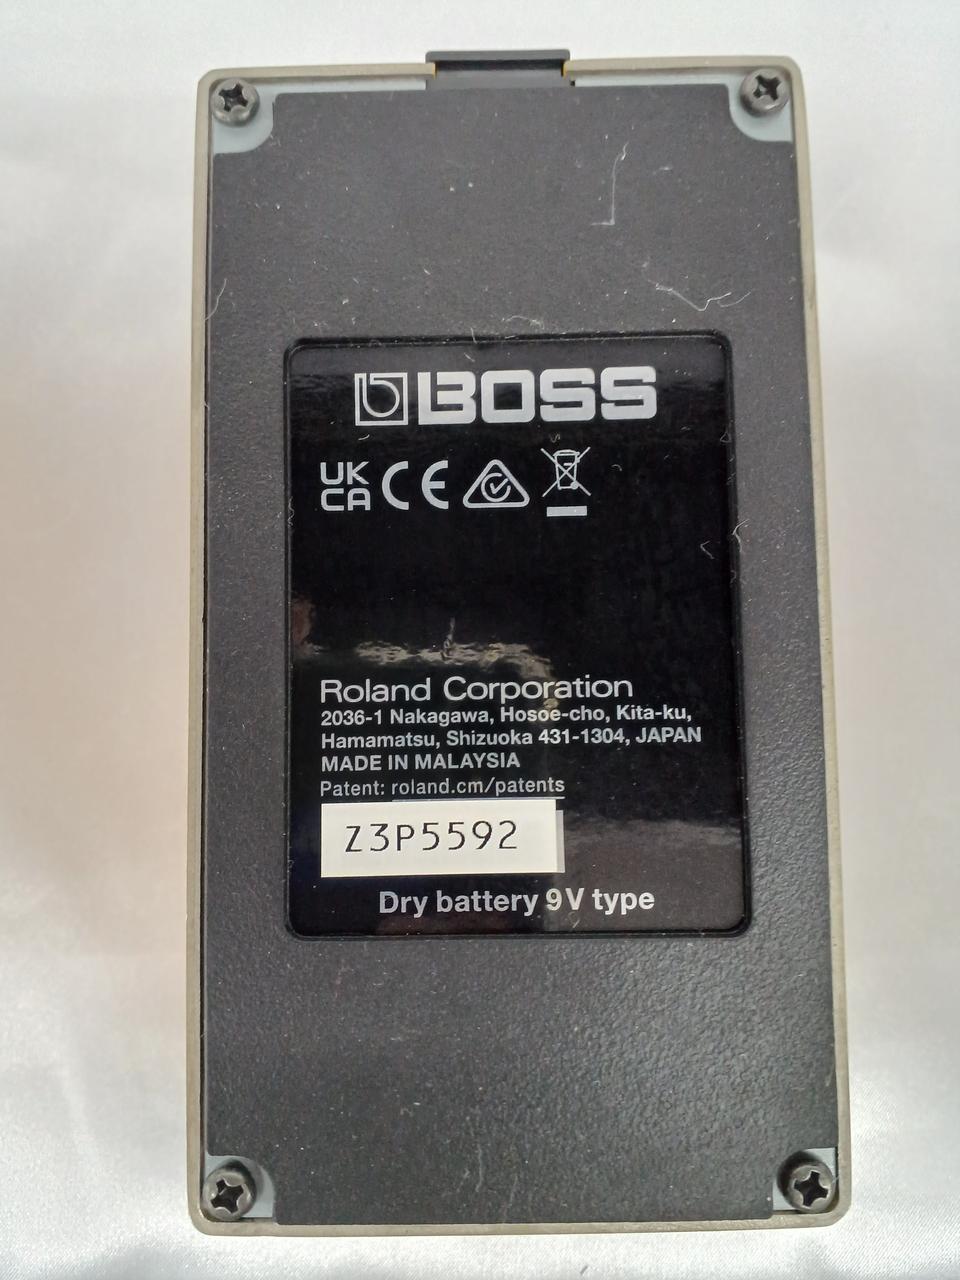 BOSS
UK
CA CE
Roland Corporation
2036-1 Nakagawa, Hosoe-cho, Kita-ku,
Hamamatsu, Shizuoka 431-1304, JAPAN
MADE IN MALAYSIA
Patent: roland.cm/patents
Z3P5592
Dry battery 9V type